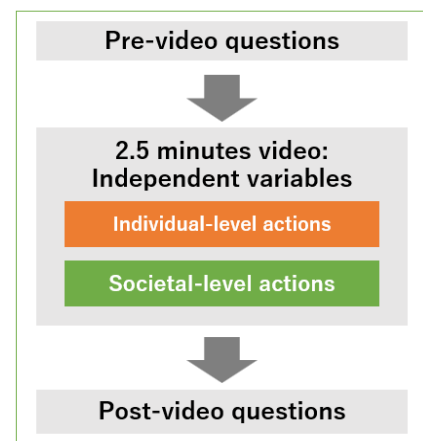 Pre-video questions
2.5 minutes video:
Independent variables
Individual-level actions
Societal-level actions
Post-video questions